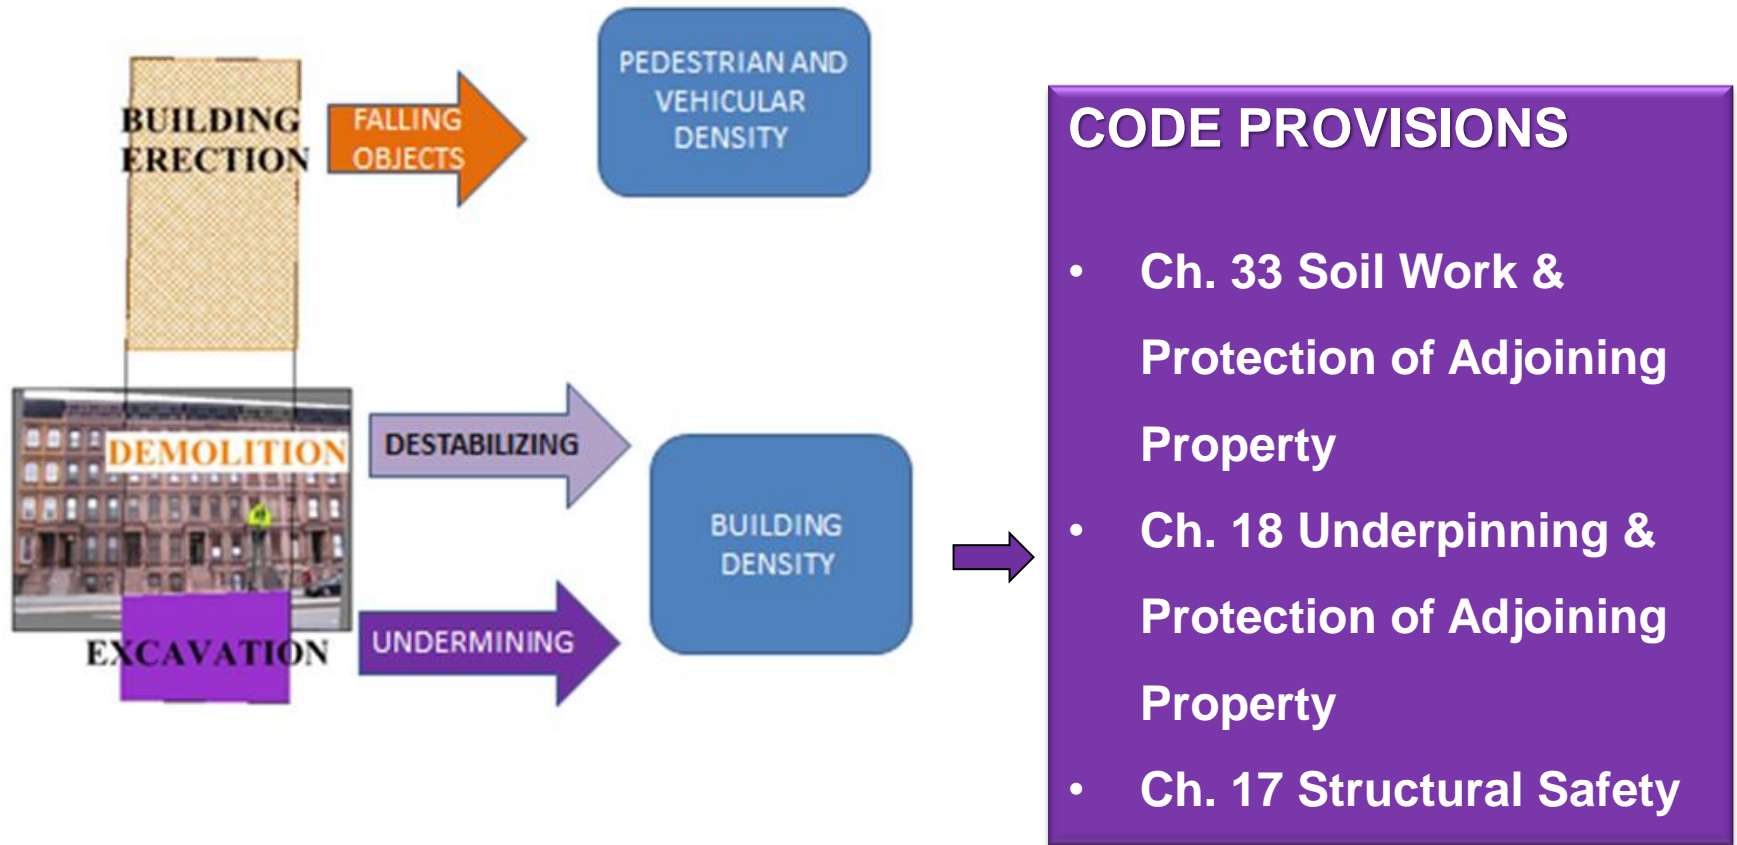 BUILDING
ERECTION
FALLING
OBJECTS
PEDESTRIAN AND
VEHICULAR
DENSITY
DEMOLITION
DESTABILIZING
BUILDING
DENSITY
EXCAVATION
UNDERMINING
CODE PROVISIONS
• Ch. 33 Soil Work &
Protection of Adjoining
Property
• Ch. 18 Underpinning &
Protection of Adjoining
Property
• Ch. 17 Structural Safety